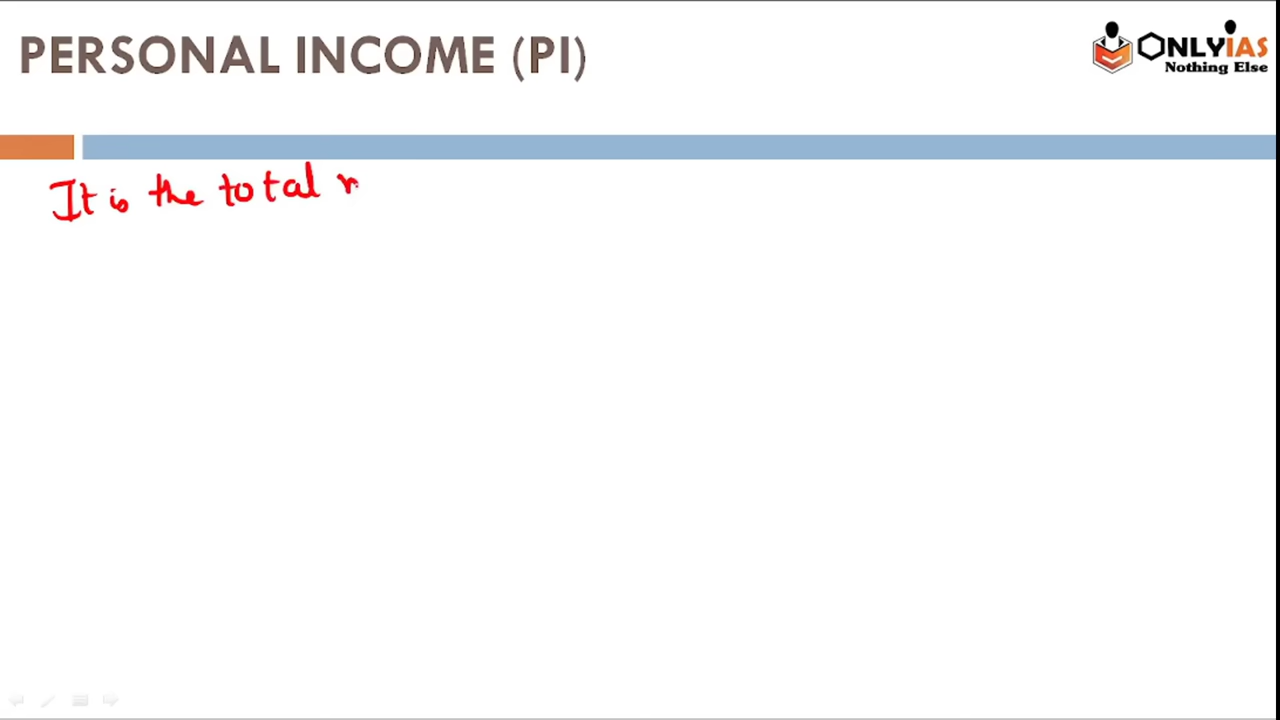 PERSONAL INCOME (PI)
ONLYIAS
Nothing Else
It is the total